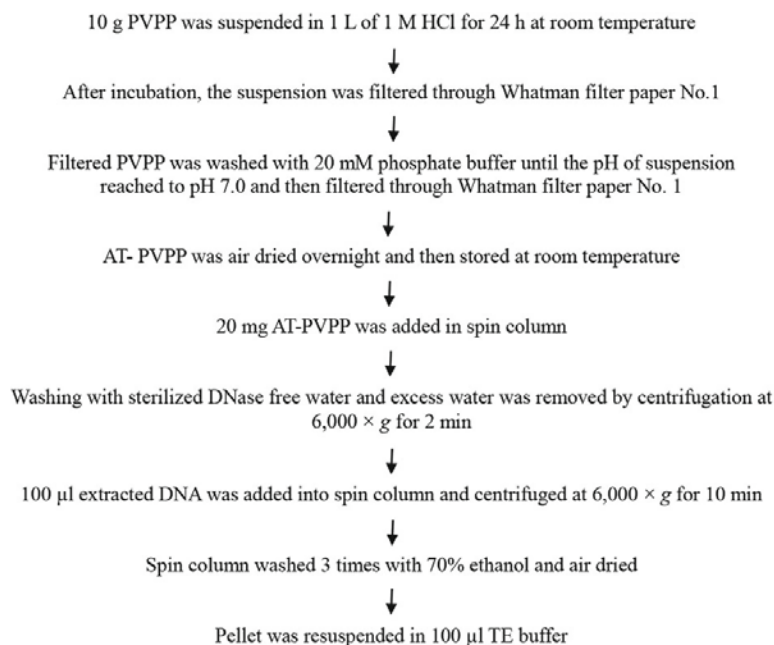 10 g PVPP was suspended in 1 L of 1 M HCl for 24 h at room temperature
After incubation, the suspension was filtered through Whatman filter paper No.1
Filtered PVPP was washed with 20 mM phosphate buffer until the pH of suspension
reached to pH 7.0 and then filtered through Whatman filter paper No. 1
AT- PVPP was air dried overnight and then stored at room temperature
20 mg AT-PVPP was added in spin column
Washing with sterilized DNase free water and excess water was removed by centrifugation at
6,000 × g for 2 min
100 µl extracted DNA was added into spin column and centrifuged at 6,000 × g for 10 min
Spin column washed 3 times with 70% ethanol and air dried
Pellet was resuspended in 100 µl TE buffer